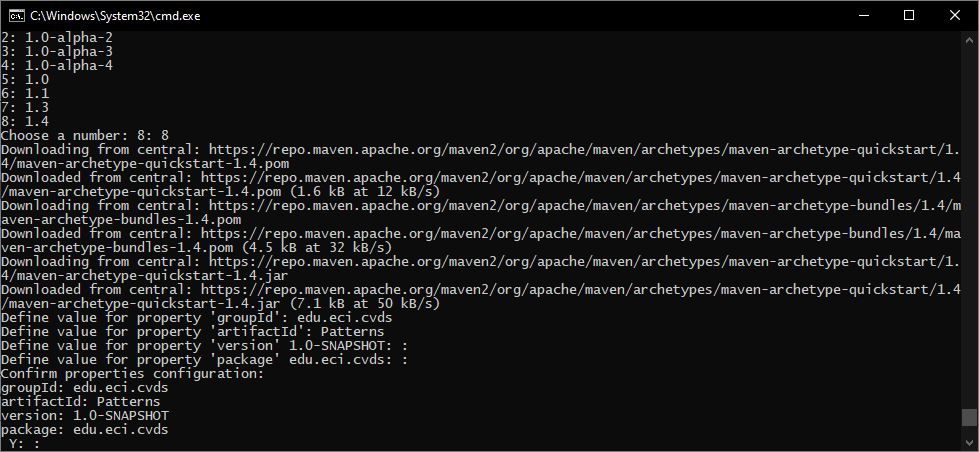 C:\Windows\System32\cmd.exe
2: 1.0-alpha-2
3: 1.0-alpha-3
4: 1.0-alpha-4
5: 1.0
6: 1.1
7: 1.3
8: 1.4
Choose a number: 8: 8
Downloading from central: https://repo.maven.apache.org/maven2/org/apache/maven/archetypes/maven-archetype-quickstart/1.
4/maven-archetype-quickstart-1.4.pom
Downloaded from central: https://repo.maven.apache.org/maven2/org/apache/maven/archetypes/maven-archetype-quickstart/1.4
/maven-archetype-quickstart-1.4.pom (1.6 kB at 12 kB/s)
Downloading from central: https://repo.maven.apache.org/maven2/org/apache/maven/archetypes/maven-archetype-bundles/1.4/m
aven-archetype-bundles-1.4.pom
Downloaded from central: https://repo.maven.apache.org/maven2/org/apache/maven/archetypes/maven-archetype-bundles/1.4/ma
ven-archetype-bundles-1.4.pom (4.5 kB at 32 kB/s)
Downloading from central: https://repo.maven.apache.org/maven2/org/apache/maven/archetypes/maven-archetype-quickstart/1.
4/maven-archetype-quickstart-1.4.jar
Downloaded from central: https://repo.maven.apache.org/maven2/org/apache/maven/archetypes/maven-archetype-quickstart/1.4
/maven-archetype-quickstart-1.4.jar (7.1 kB at 50 kB/s)
Define value for property 'groupId': edu.eci.cvds
Define value for property 'artifactId': Patterns
Define value for property 'version' 1.0-SNAPSHOT: :
Define value for property 'package' edu.eci.cvds: :
Confirm properties configuration:
groupId: edu.eci.cvds
artifactId: Patterns
version: 1.0-SNAPSHOT
package: edu.eci.cvds
 Y: :